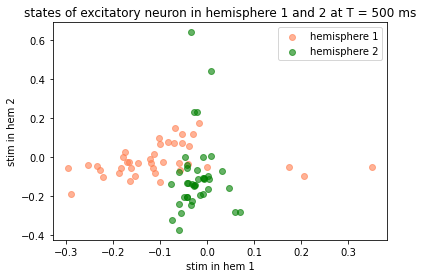 states of excitatory neuron in hemisphere 1 and 2 at T = 500 ms
hemisphere 1
hemisphere 2
stim in hem 2
0.6
0.4
0.2
0.0
−0.2
−0.4
−0.3 −0.2 −0.1 0.0 0.1 0.2 0.3
stim in hem 1